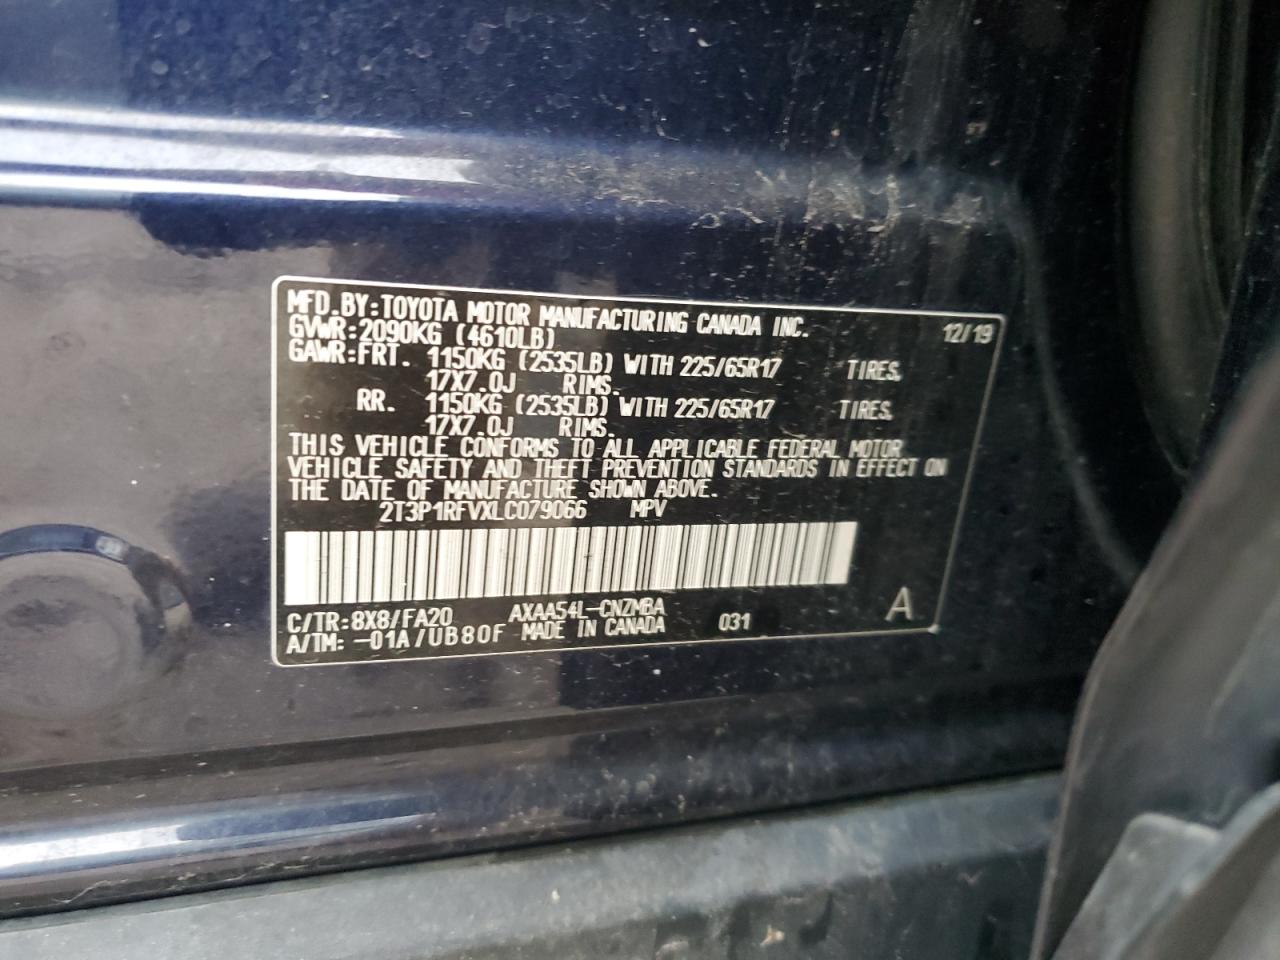 MFD.BY:TOYOTA MOTOR MANUFACTURING CANADA INC. 12/19
GVWR:2090KG (4610LB)
GAWR:FRT. 1150KG (2535LB) WITH 225/65R17 TIRES,
17X7.0J RIMS.
RR. 1150KG (2535LB) WITH 225/65R17 TIRES,
17X7.0J RIMS.
THIS VEHICLE CONFORMS TO ALL APPLICABLE FEDERAL MOTOR
VEHICLE SAFETY AND THEFT PREVENTION STANDARDS IN EFFECT ON
THE DATE OF MANUFACTURE SHOWN ABOVE.
2T3P1RFVXLC079066 MPV
C/TR:8X8/FA20 AXAA54L-CNZMBA 031 A
A/TM: -01A/UB80F MADE IN CANADA